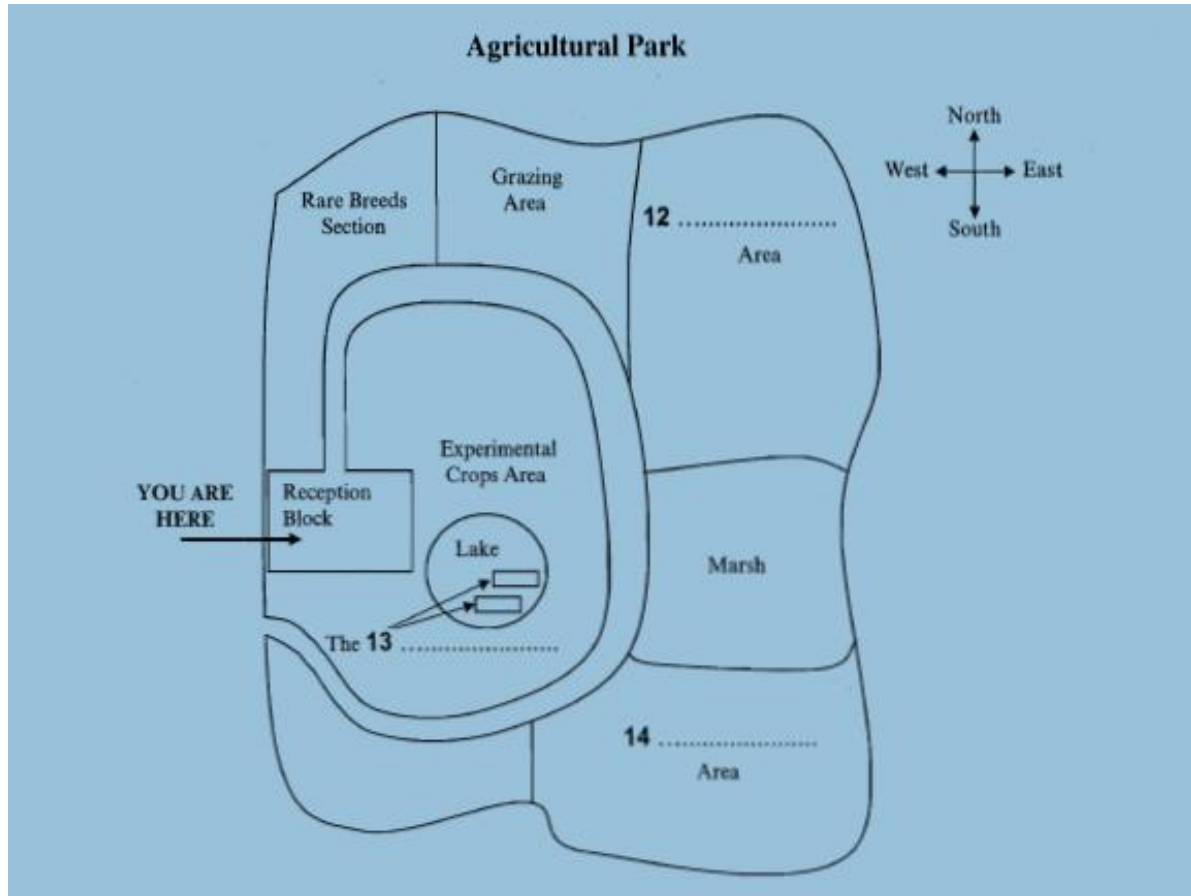 Agricultural Park
North
West
East
South
Rare Breeds
Section
Grazing
Area
12 ........................
Area
Experimental
Crops Area
YOU ARE
HERE
Reception
Block
Lake
Marsh
The 13 ........................
14 ........................
Area